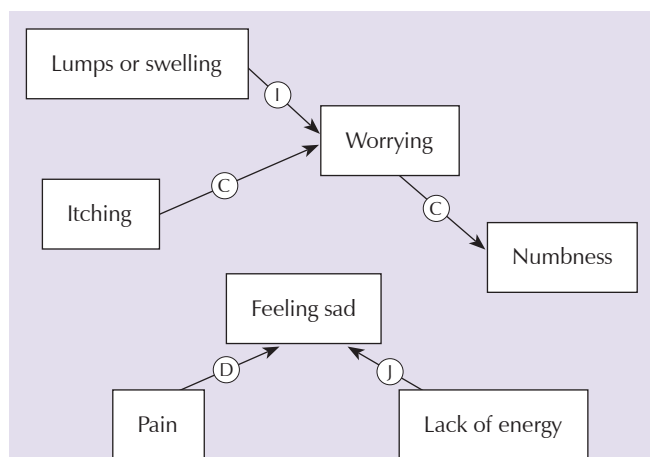 Lumps or swelling
I
Worrying
C
Itching
C
Numbness
Feeling sad
D
J
Pain
Lack of energy